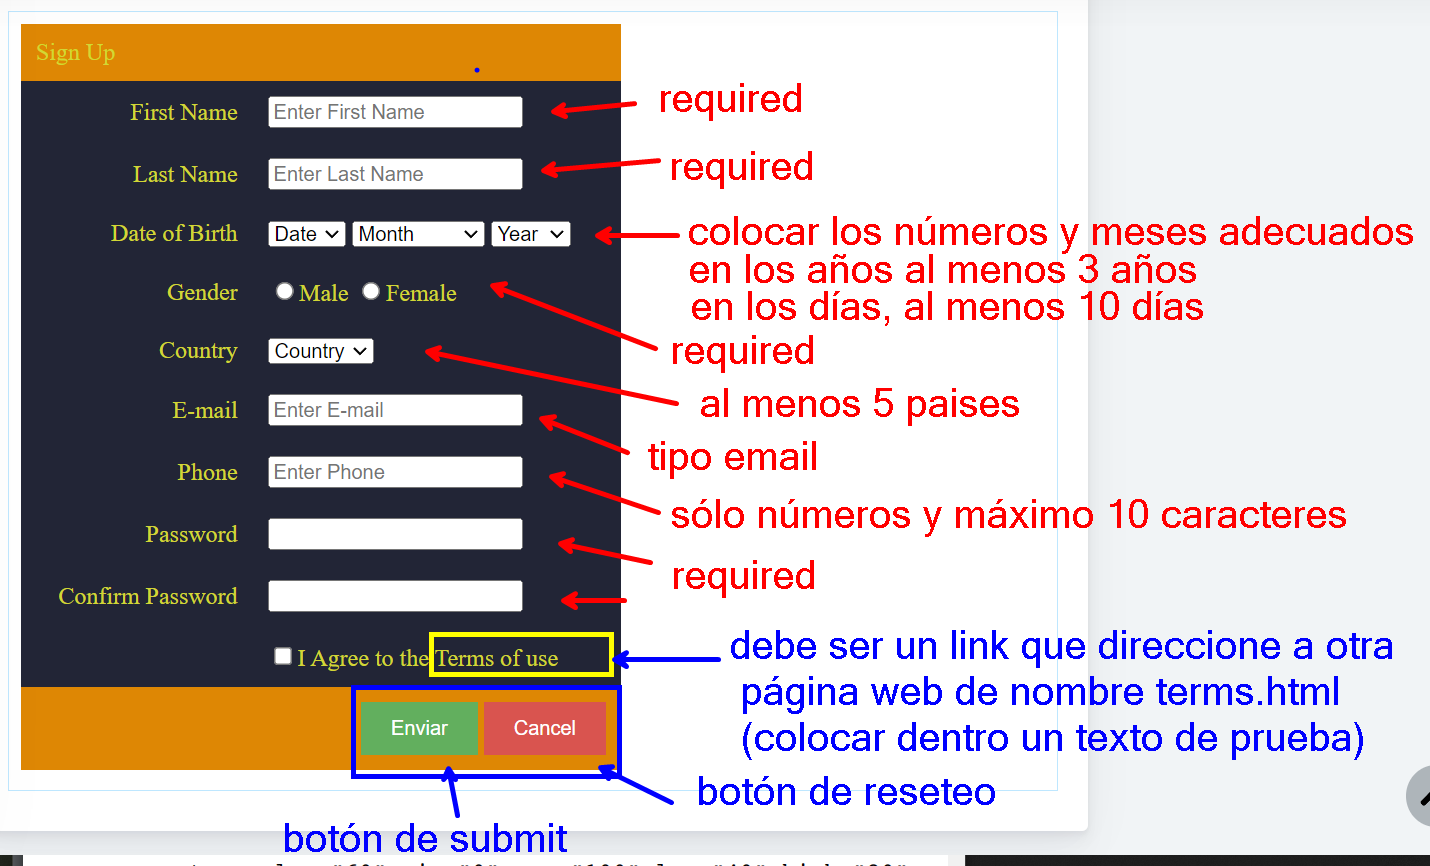 Sign Up
First Name Enter First Name required
Last Name Enter Last Name required
Date of Birth Date Month Year colocar los números y meses adecuados
en los años al menos 3 años
en los días, al menos 10 días
Gender Male Female required
Country Country al menos 5 paises
E-mail Enter E-mail tipo email
Phone Enter Phone sólo números y máximo 10 caracteres
Password required
Confirm Password
I Agree to the Terms of use debe ser un link que direccione a otra
página web de nombre terms.html
(colocar dentro un texto de prueba)
Enviar Cancel
botón de reseteo
botón de submit